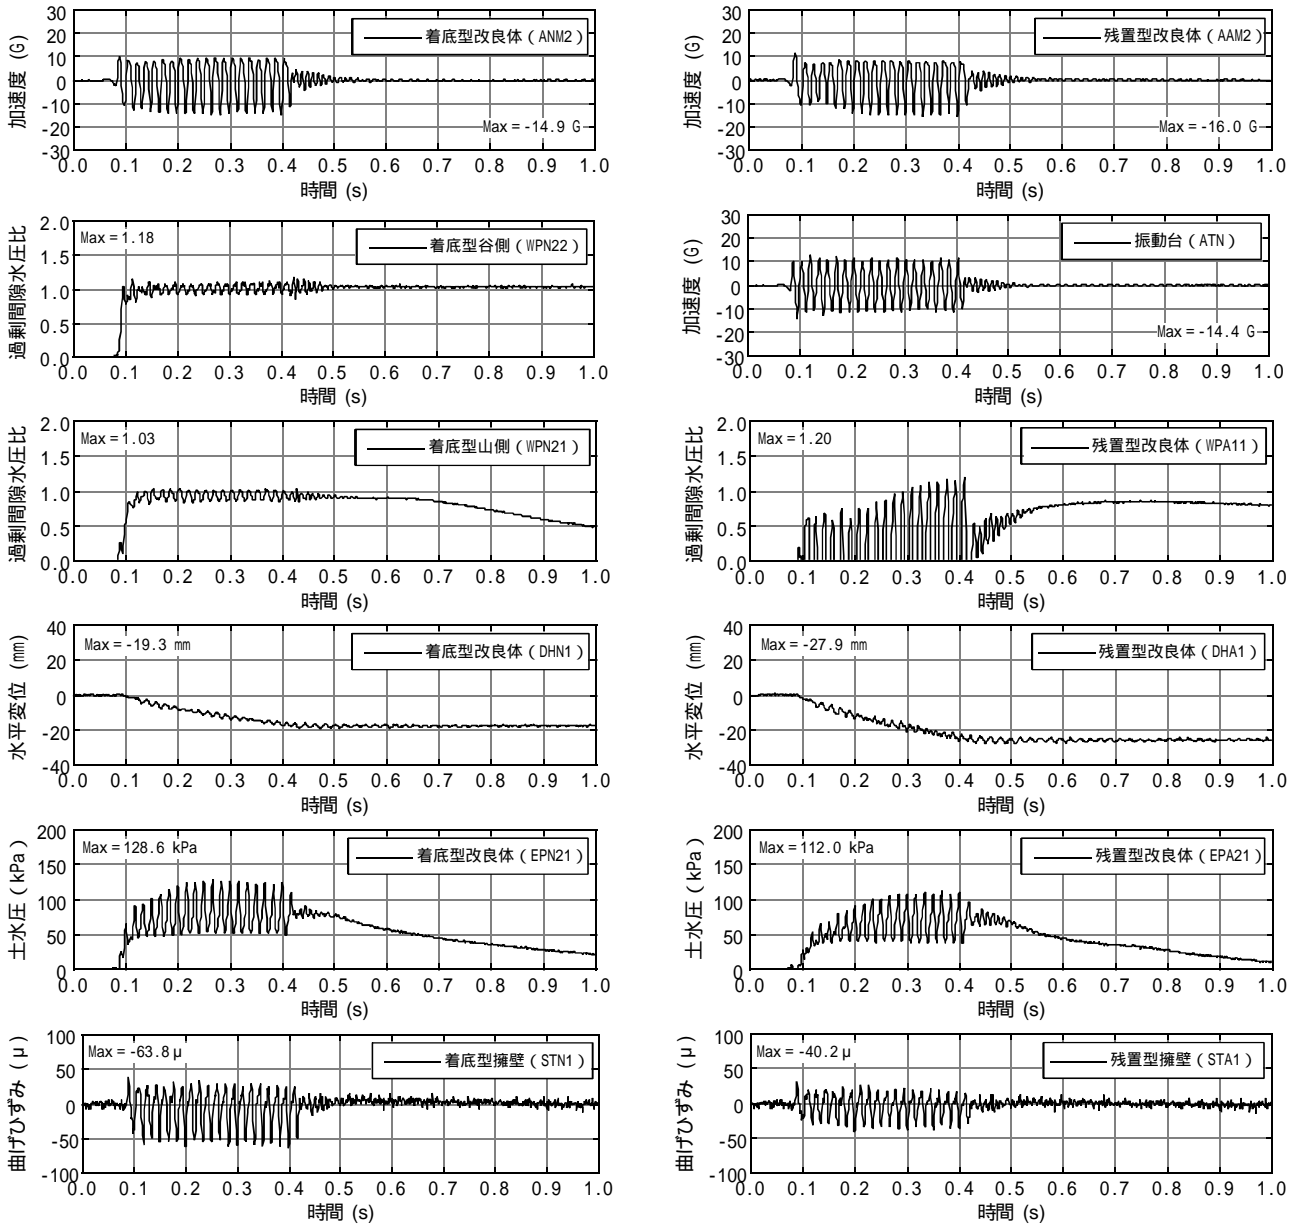 加速度 (G)
30
20
10
0
-10
-20
-30
着底型改良体（ANM2）
Max = -14.9 G
0.0 0.1 0.2 0.3 0.4 0.5 0.6 0.7 0.8 0.9 1.0
時間 (s)
加速度 (G)
30
20
10
0
-10
-20
-30
残置型改良体（AAM2）
Max = -16.0 G
0.0 0.1 0.2 0.3 0.4 0.5 0.6 0.7 0.8 0.9 1.0
時間 (s)
過剰間隙水圧比
2.0
1.5
1.0
0.5
0.0
Max = 1.18
着底型谷側（WPN22）
0.0 0.1 0.2 0.3 0.4 0.5 0.6 0.7 0.8 0.9 1.0
時間 (s)
加速度 (G)
30
20
10
0
-10
-20
-30
振動台（ATN）
Max = -14.4 G
0.0 0.1 0.2 0.3 0.4 0.5 0.6 0.7 0.8 0.9 1.0
時間 (s)
過剰間隙水圧比
2.0
1.5
1.0
0.5
0.0
Max = 1.03
着底型山側（WPN21）
0.0 0.1 0.2 0.3 0.4 0.5 0.6 0.7 0.8 0.9 1.0
時間 (s)
過剰間隙水圧比
2.0
1.5
1.0
0.5
0.0
Max = 1.20
残置型改良体（WPA11）
0.0 0.1 0.2 0.3 0.4 0.5 0.6 0.7 0.8 0.9 1.0
時間 (s)
水平変位 (mm)
40
20
0
-20
-40
Max = -19.3 mm
着底型改良体（DHN1）
0.0 0.1 0.2 0.3 0.4 0.5 0.6 0.7 0.8 0.9 1.0
時間 (s)
水平変位 (mm)
40
20
0
-20
-40
Max = -27.9 mm
残置型改良体（DHA1）
0.0 0.1 0.2 0.3 0.4 0.5 0.6 0.7 0.8 0.9 1.0
時間 (s)
土水圧（kPa）
200
150
100
50
0
Max = 128.6 kPa
着底型改良体（EPN21）
0.0 0.1 0.2 0.3 0.4 0.5 0.6 0.7 0.8 0.9 1.0
時間 (s)
土水圧（kPa）
200
150
100
50
0
Max = 112.0 kPa
残置型改良体（EPA21）
0.0 0.1 0.2 0.3 0.4 0.5 0.6 0.7 0.8 0.9 1.0
時間 (s)
曲げひずみ（μ）
100
50
0
-50
-100
Max = -63.8 μ
着底型擁壁（STN1）
0.0 0.1 0.2 0.3 0.4 0.5 0.6 0.7 0.8 0.9 1.0
時間 (s)
曲げひずみ（μ）
100
50
0
-50
-100
Max = -40.2 μ
残置型擁壁（STA1）
0.0 0.1 0.2 0.3 0.4 0.5 0.6 0.7 0.8 0.9 1.0
時間 (s)